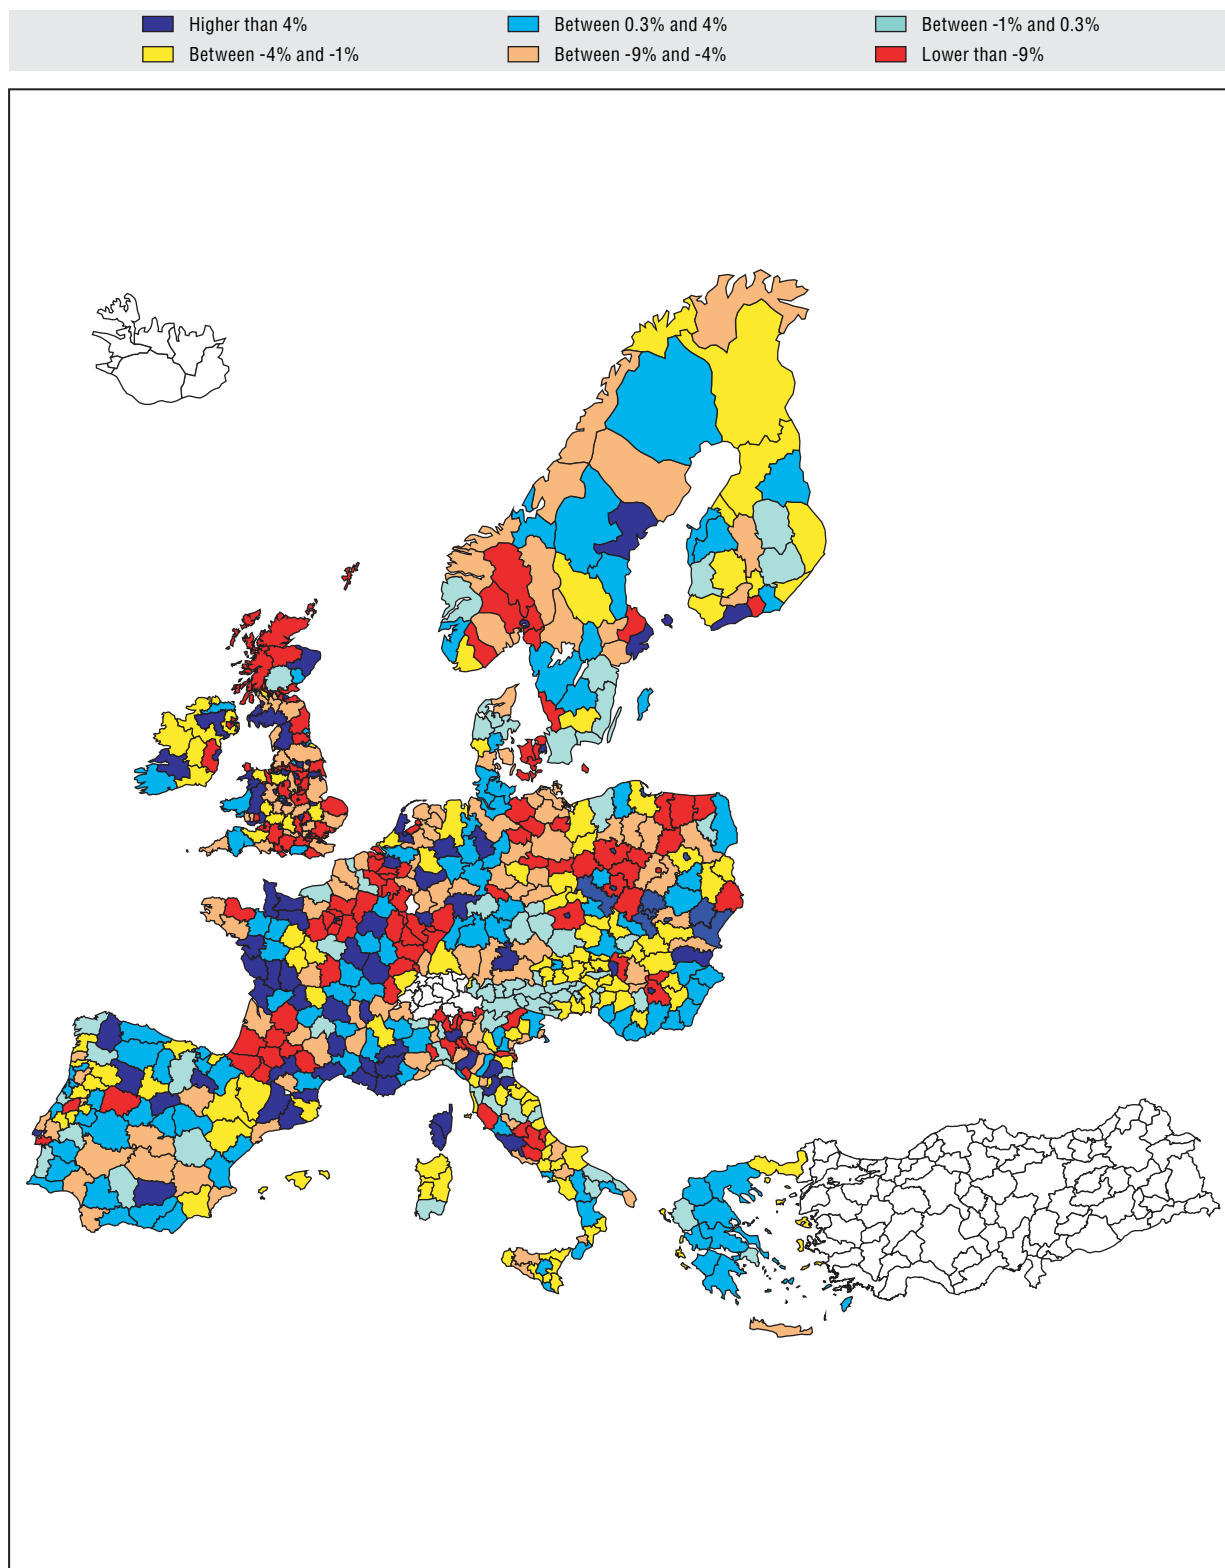 Higher than 4%
Between 0.3% and 4%
Between -1% and 0.3%
Between -4% and -1%
Between -9% and -4%
Lower than -9%